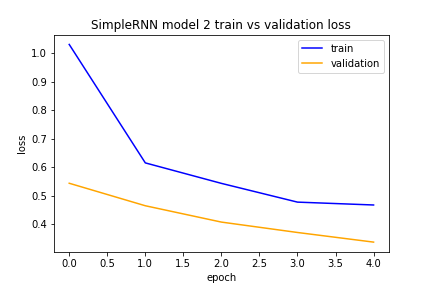 SimpleRNN model 2 train vs validation loss
train
validation
1.0
0.9
0.8
0.7
0.6
0.5
0.4
loss
0.0 0.5 1.0 1.5 2.0 2.5 3.0 3.5 4.0
epoch